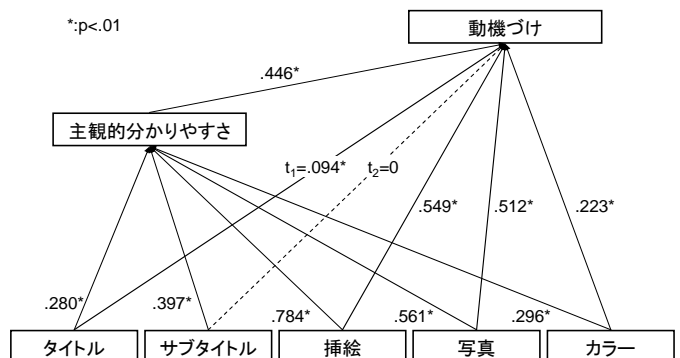 *:p<.01
動機づけ
.446*
主観的分かりやすさ
t₁=.094*
t₂=0
.549*
.512*
.223*
.280*
.397*
.784*
.561*
.296*
タイトル
サブタイトル
挿絵
写真
カラー